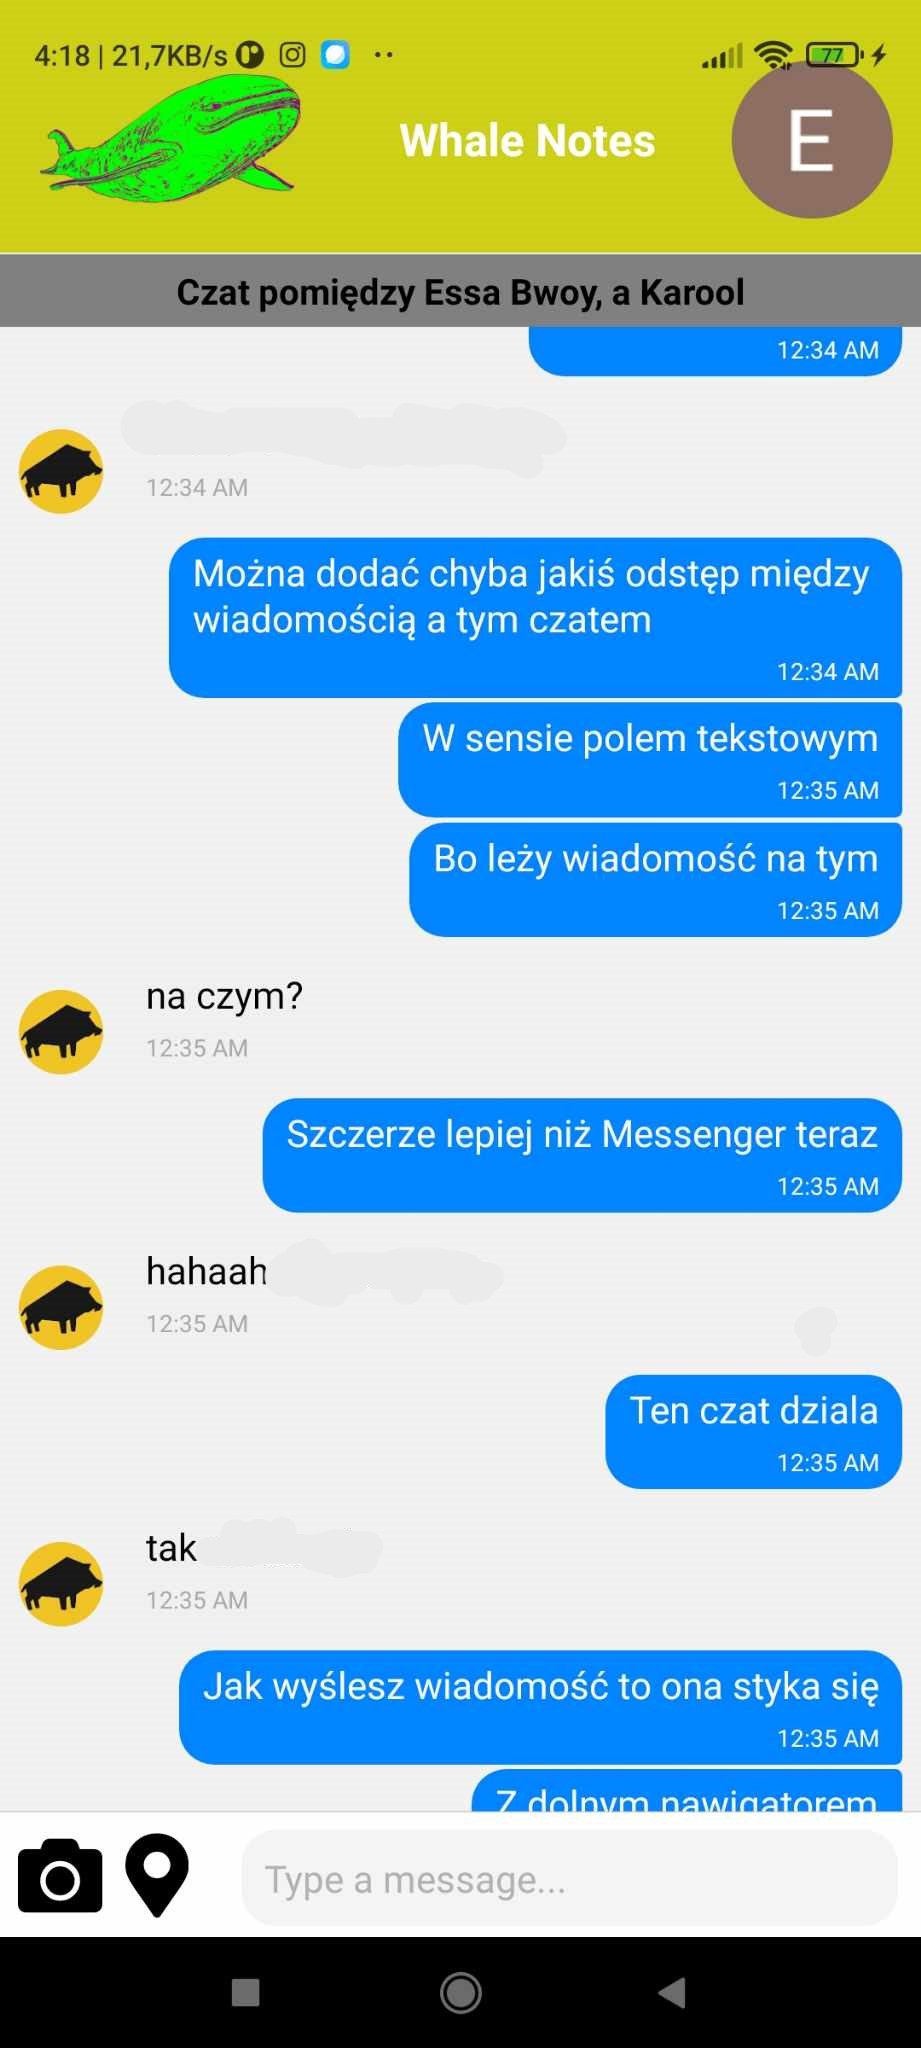 4:18 | 21,7KB/s
77
Whale Notes
E
Czat pomiędzy Essa Bwoy, a Karool
12:34 AM
12:34 AM
Można dodać chyba jakiś odstęp między
wiadomością a tym czatem
12:34 AM
W sensie polem tekstowym
12:35 AM
Bo leży wiadomość na tym
12:35 AM
na czym?
12:35 AM
Szczerze lepiej niż Messenger teraz
12:35 AM
hahaah
12:35 AM
Ten czat dziala
12:35 AM
tak
12:35 AM
Jak wyślesz wiadomość to ona styka się
12:35 AM
Z dolnym nawigatorem
Type a message...